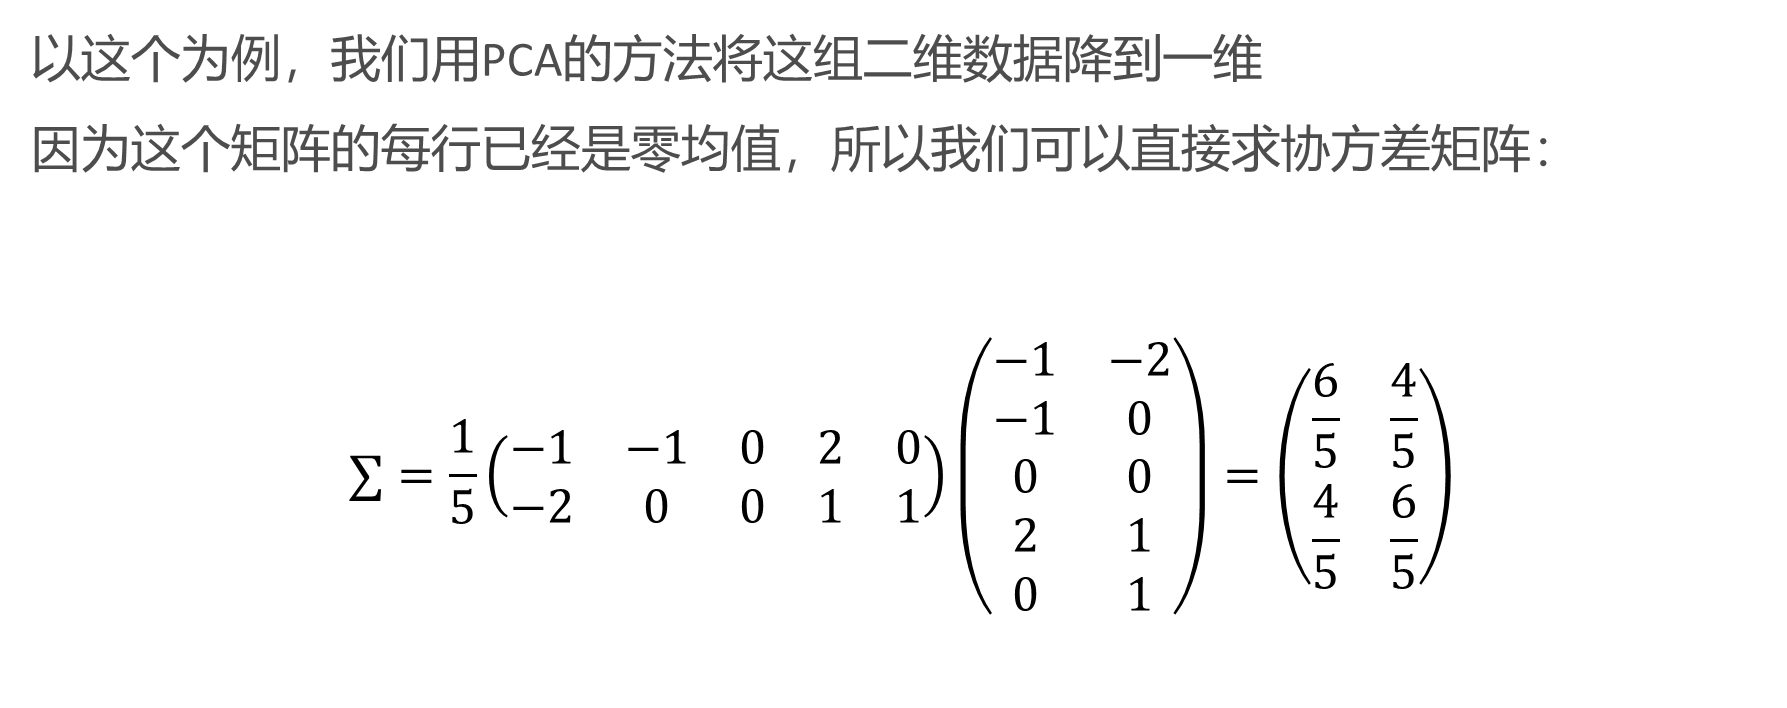 以这个为例，我们用PCA的方法将这组二维数据降到一维
因为这个矩阵的每行已经是零均值，所以我们可以直接求协方差矩阵：
∑ = 1/5 (−1 −1 0 2 0; −2 0 0 1 1) (−1 −2; −1 0; 0 0; 2 1; 0 1) = (6/5 4/5; 4/5 6/5)